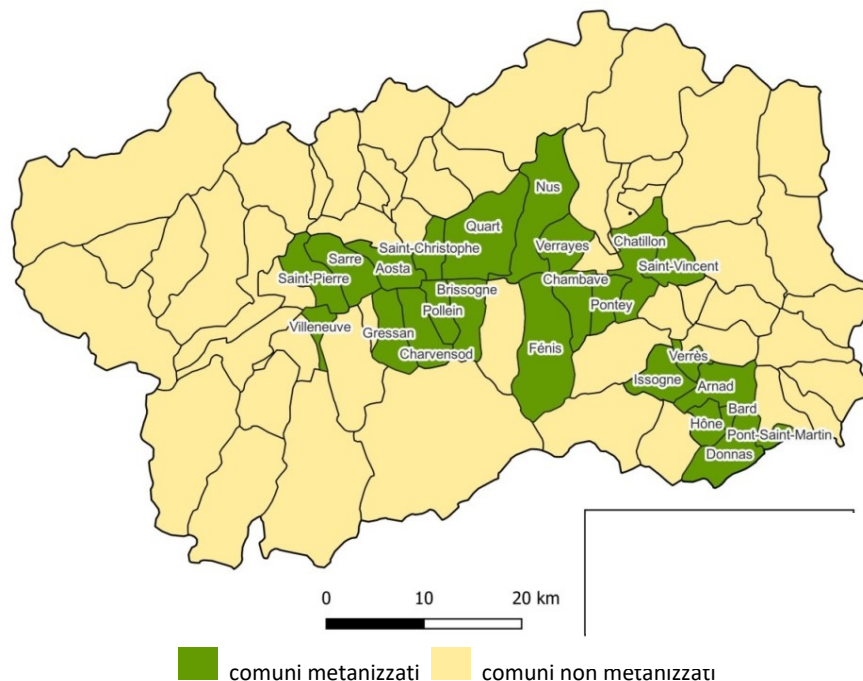 Nus
Quart
Saint-Christophe
Verrayes
Chatillon
Sarre
Aosta
Saint-Vincent
Saint-Pierre
Chambave
Brissogne
Pontey
Pollein
Villeneuve
Gressan
Fénis
Charvensod
Verrès
Issogne
Arnad
Bard
Hône
Pont-Saint-Martin
Donnas
0 10 20 km
comuni metanizzati comuni non metanizzati